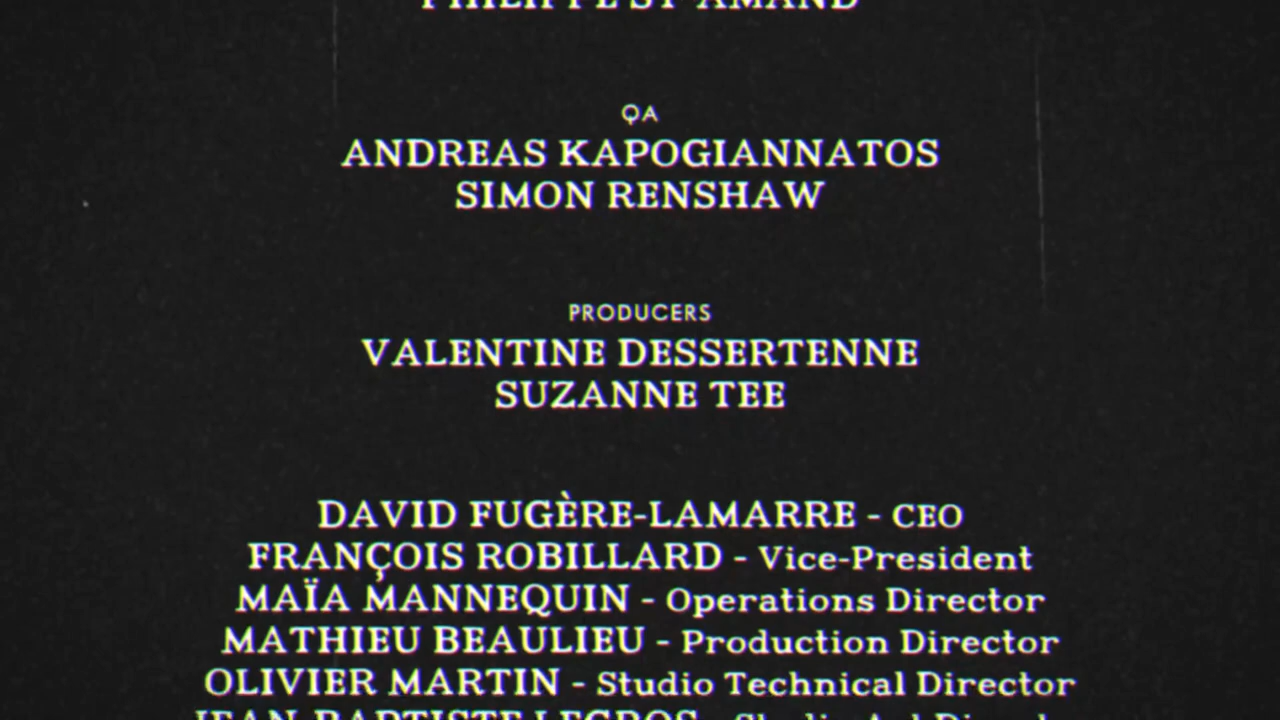 PHILIPPE ST-AMAND
QA
ANDREAS KAPOGIANNATOS
SIMON RENSHAW
PRODUCERS
VALENTINE DESSERTENNE
SUZANNE TEE
DAVID FUGÈRE-LAMARRE - CEO
FRANÇOIS ROBILLARD - Vice-President
MAÏA MANNEQUIN - Operations Director
MATHIEU BEAULIEU - Production Director
OLIVIER MARTIN - Studio Technical Director
JEAN-BAPTISTE LEGROS - Studio Art Director